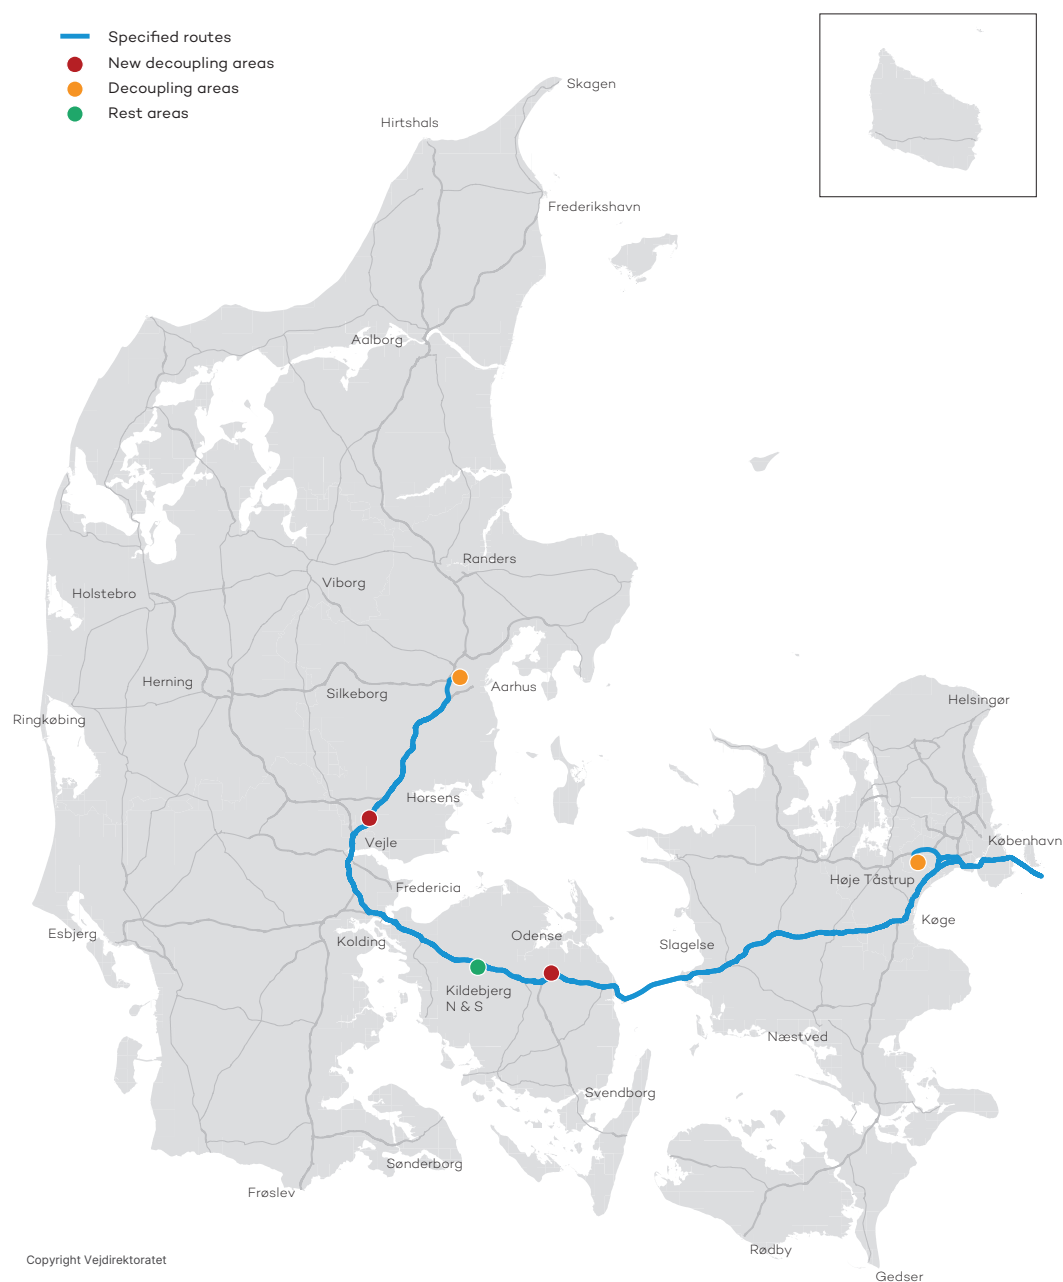 Specified routes
New decoupling areas
Decoupling areas
Rest areas
Skagen
Hirtshals
Frederikshavn
Aalborg
Randers
Viborg
Holstebro
Herning
Silkeborg
Aarhus
Helsingør
Ringkøbing
Horsens
Vejle
København
Høje Tåstrup
Fredericia
Køge
Esbjerg
Kolding
Odense
Slagelse
Kildebjerg
N & S
Næstved
Svendborg
Sønderborg
Frøslev
Rødby
Copyright Vejdirektoratet
Gedser